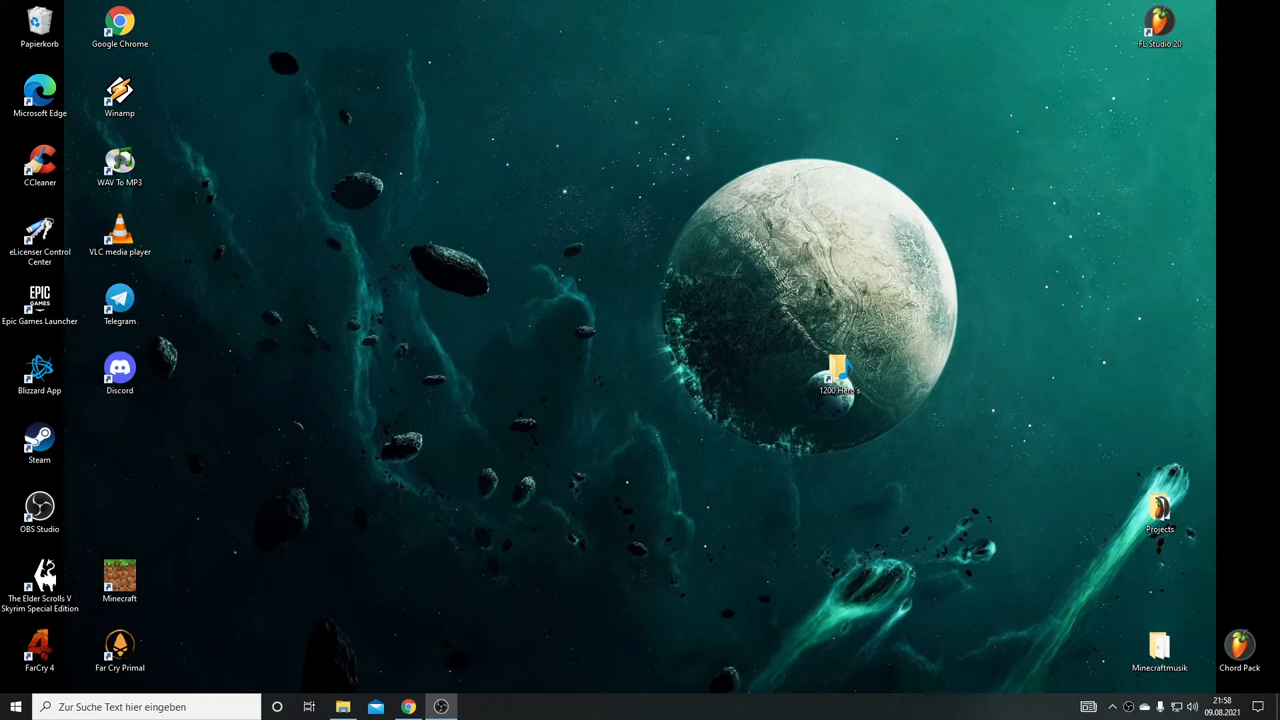 Papierkorb
Google Chrome
FL Studio 20
Microsoft Edge
Winamp
CCleaner
WAV To MP3
eLicenser Control
Center
VLC media player
EPIC
GAMES
Epic Games Launcher
Telegram
Blizzard App
Discord
Steam
OBS Studio
Projects
The Elder Scrolls V
Skyrim Special Edition
Minecraft
4
FarCry 4
Far Cry Primal
Minecraftmusik
Chord Pack
Zur Suche Text hier eingeben
21:58
09.08.2021